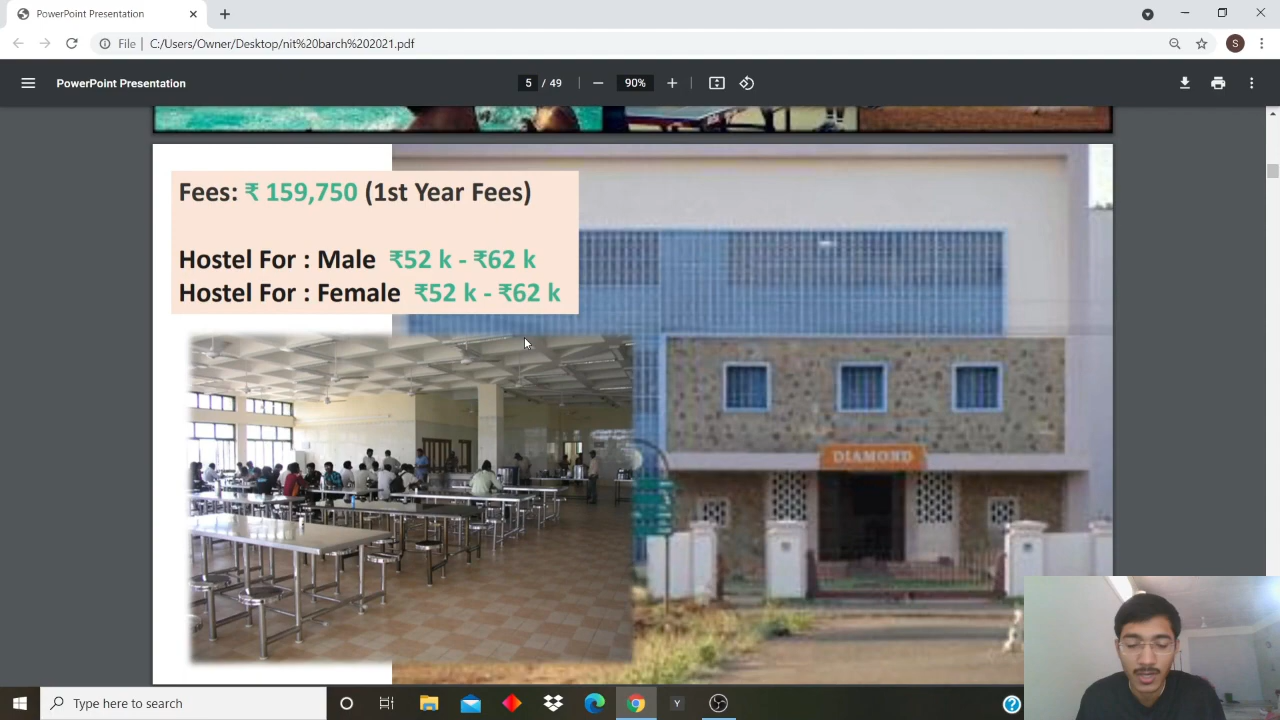 PowerPoint Presentation
File
C:/Users/Owner/Desktop/nit%20barch%202021.pdf
S
PowerPoint Presentation
5 / 49
90%
Fees: ₹ 159,750 (1st Year Fees)
Hostel For : Male ₹52 k - ₹62 k
Hostel For : Female ₹52 k - ₹62 k
DIAMOND
Type here to search
Y